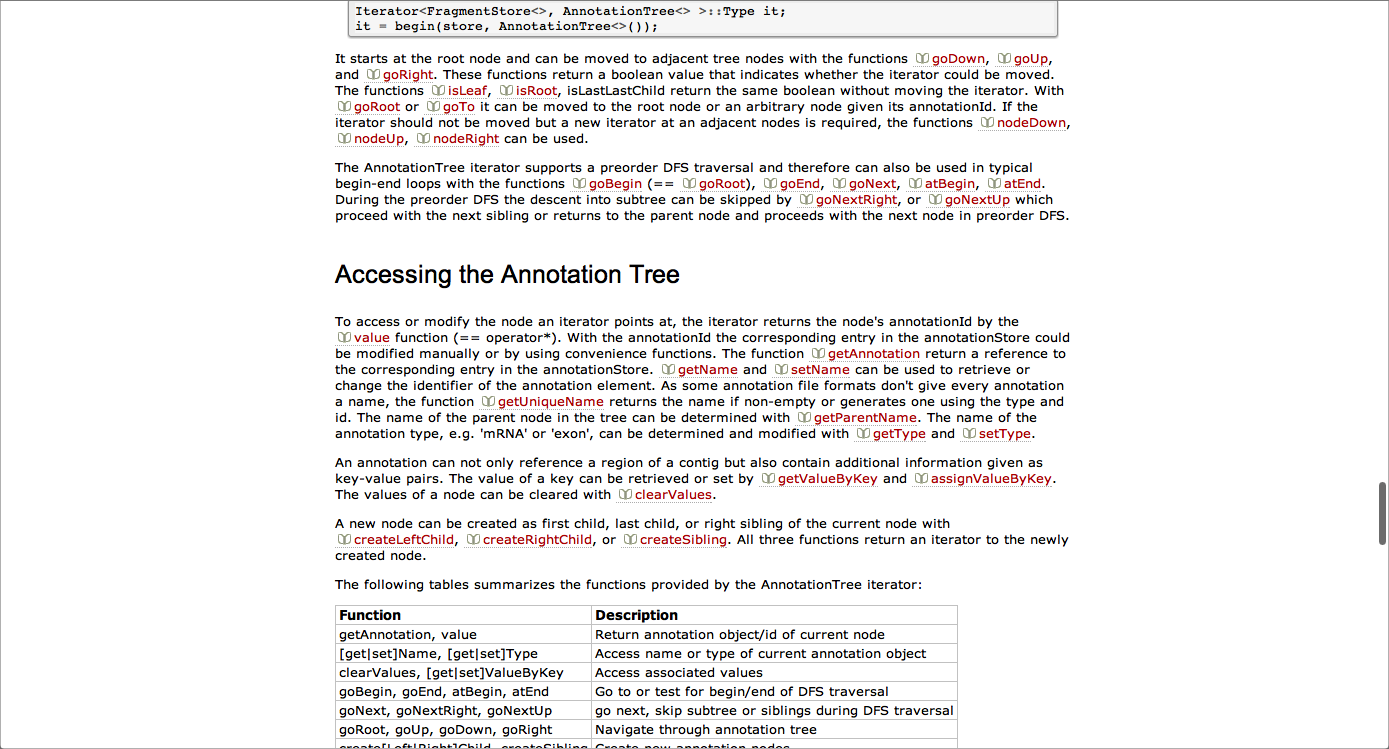 Iterator<FragmentStore<>, AnnotationTree<> >::Type it;
it = begin(store, AnnotationTree<>());
It starts at the root node and can be moved to adjacent tree nodes with the functions goDown, goUp,
and goRight. These functions return a boolean value that indicates whether the iterator could be moved.
The functions isLeaf, isRoot, isLastLastChild return the same boolean without moving the iterator. With
goRoot or goTo it can be moved to the root node or an arbitrary node given its annotationId. If the
iterator should not be moved but a new iterator at an adjacent nodes is required, the functions nodeDown,
nodeUp, nodeRight can be used.
The AnnotationTree iterator supports a preorder DFS traversal and therefore can also be used in typical
begin-end loops with the functions goBegin (== goRoot), goEnd, goNext, atBegin, atEnd.
During the preorder DFS the descent into subtree can be skipped by goNextRight, or goNextUp which
proceed with the next sibling or returns to the parent node and proceeds with the next node in preorder DFS.
Accessing the Annotation Tree
To access or modify the node an iterator points at, the iterator returns the node's annotationId by the
value function (== operator*). With the annotationId the corresponding entry in the annotationStore could
be modified manually or by using convenience functions. The function getAnnotation return a reference to
the corresponding entry in the annotationStore. getName and setName can be used to retrieve or
change the identifier of the annotation element. As some annotation file formats don't give every annotation
a name, the function getUniqueName returns the name if non-empty or generates one using the type and
id. The name of the parent node in the tree can be determined with getParentName. The name of the
annotation type, e.g. 'mRNA' or 'exon', can be determined and modified with getType and setType.
An annotation can not only reference a region of a contig but also contain additional information given as
key-value pairs. The value of a key can be retrieved or set by getValueByKey and assignValueByKey.
The values of a node can be cleared with clearValues.
A new node can be created as first child, last child, or right sibling of the current node with
createLeftChild, createRightChild, or createSibling. All three functions return an iterator to the newly
created node.
The following tables summarizes the functions provided by the AnnotationTree iterator:
Function Description
getAnnotation, value Return annotation object/id of current node
[get|set]Name, [get|set]Type Access name or type of current annotation object
clearValues, [get|set]ValueByKey Access associated values
goBegin, goEnd, atBegin, atEnd Go to or test for begin/end of DFS traversal
goNext, goNextRight, goNextUp go next, skip subtree or siblings during DFS traversal
goRoot, goUp, goDown, goRight Navigate through annotation tree
create[Left|Right]Child, createSibling Create new annotation nodes